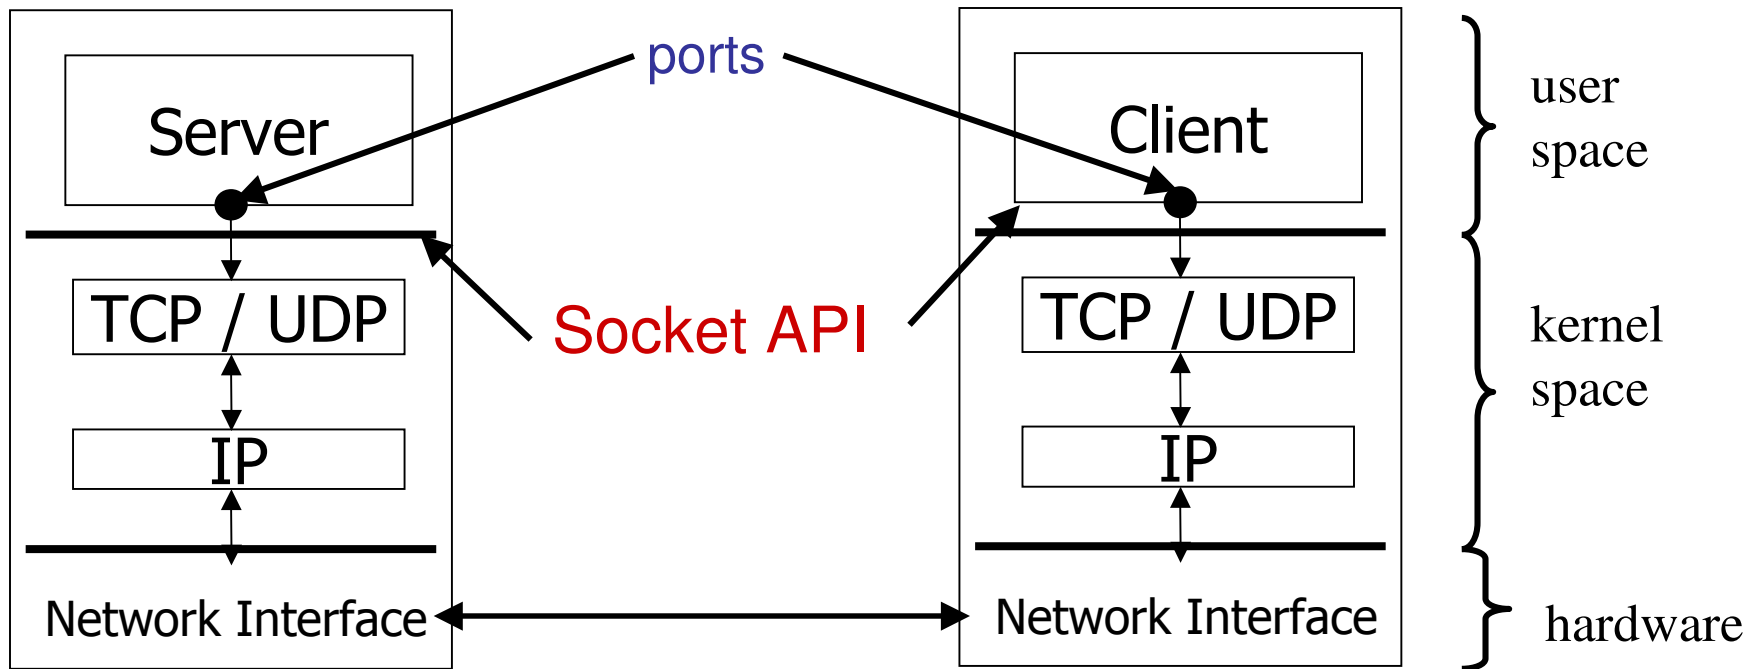 ports
Server
Client
user
space
TCP / UDP
Socket API
TCP / UDP
kernel
space
IP
IP
Network Interface
Network Interface
hardware